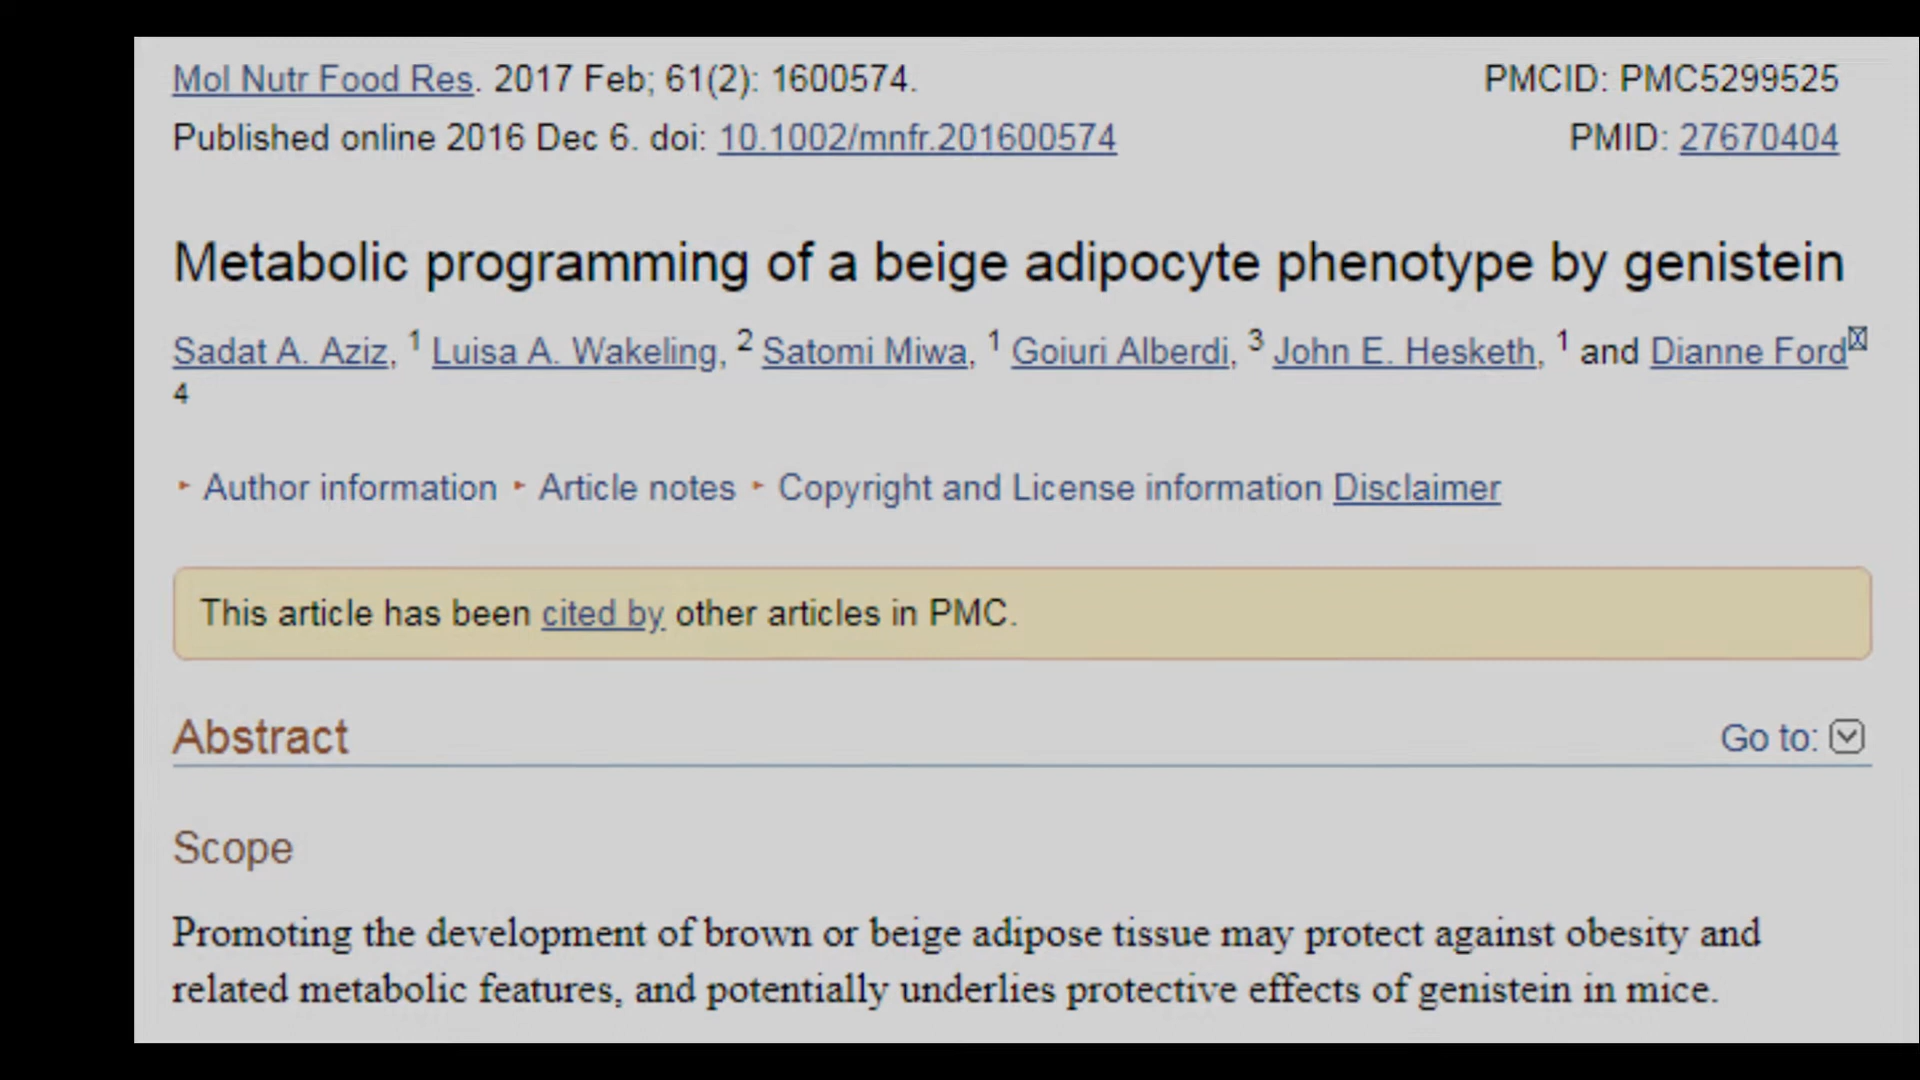 Mol Nutr Food Res. 2017 Feb; 61(2): 1600574. PMCID: PMC5299525
Published online 2016 Dec 6. doi: 10.1002/mnfr.201600574 PMID: 27670404
Metabolic programming of a beige adipocyte phenotype by genistein
Sadat A. Aziz, 1 Luisa A. Wakeling, 2 Satomi Miwa, 1 Goiuri Alberdi, 3 John E. Hesketh, 1 and Dianne Ford
4
Author information Article notes Copyright and License information Disclaimer
This article has been cited by other articles in PMC.
Abstract Go to:
Scope
Promoting the development of brown or beige adipose tissue may protect against obesity and
related metabolic features, and potentially underlies protective effects of genistein in mice.